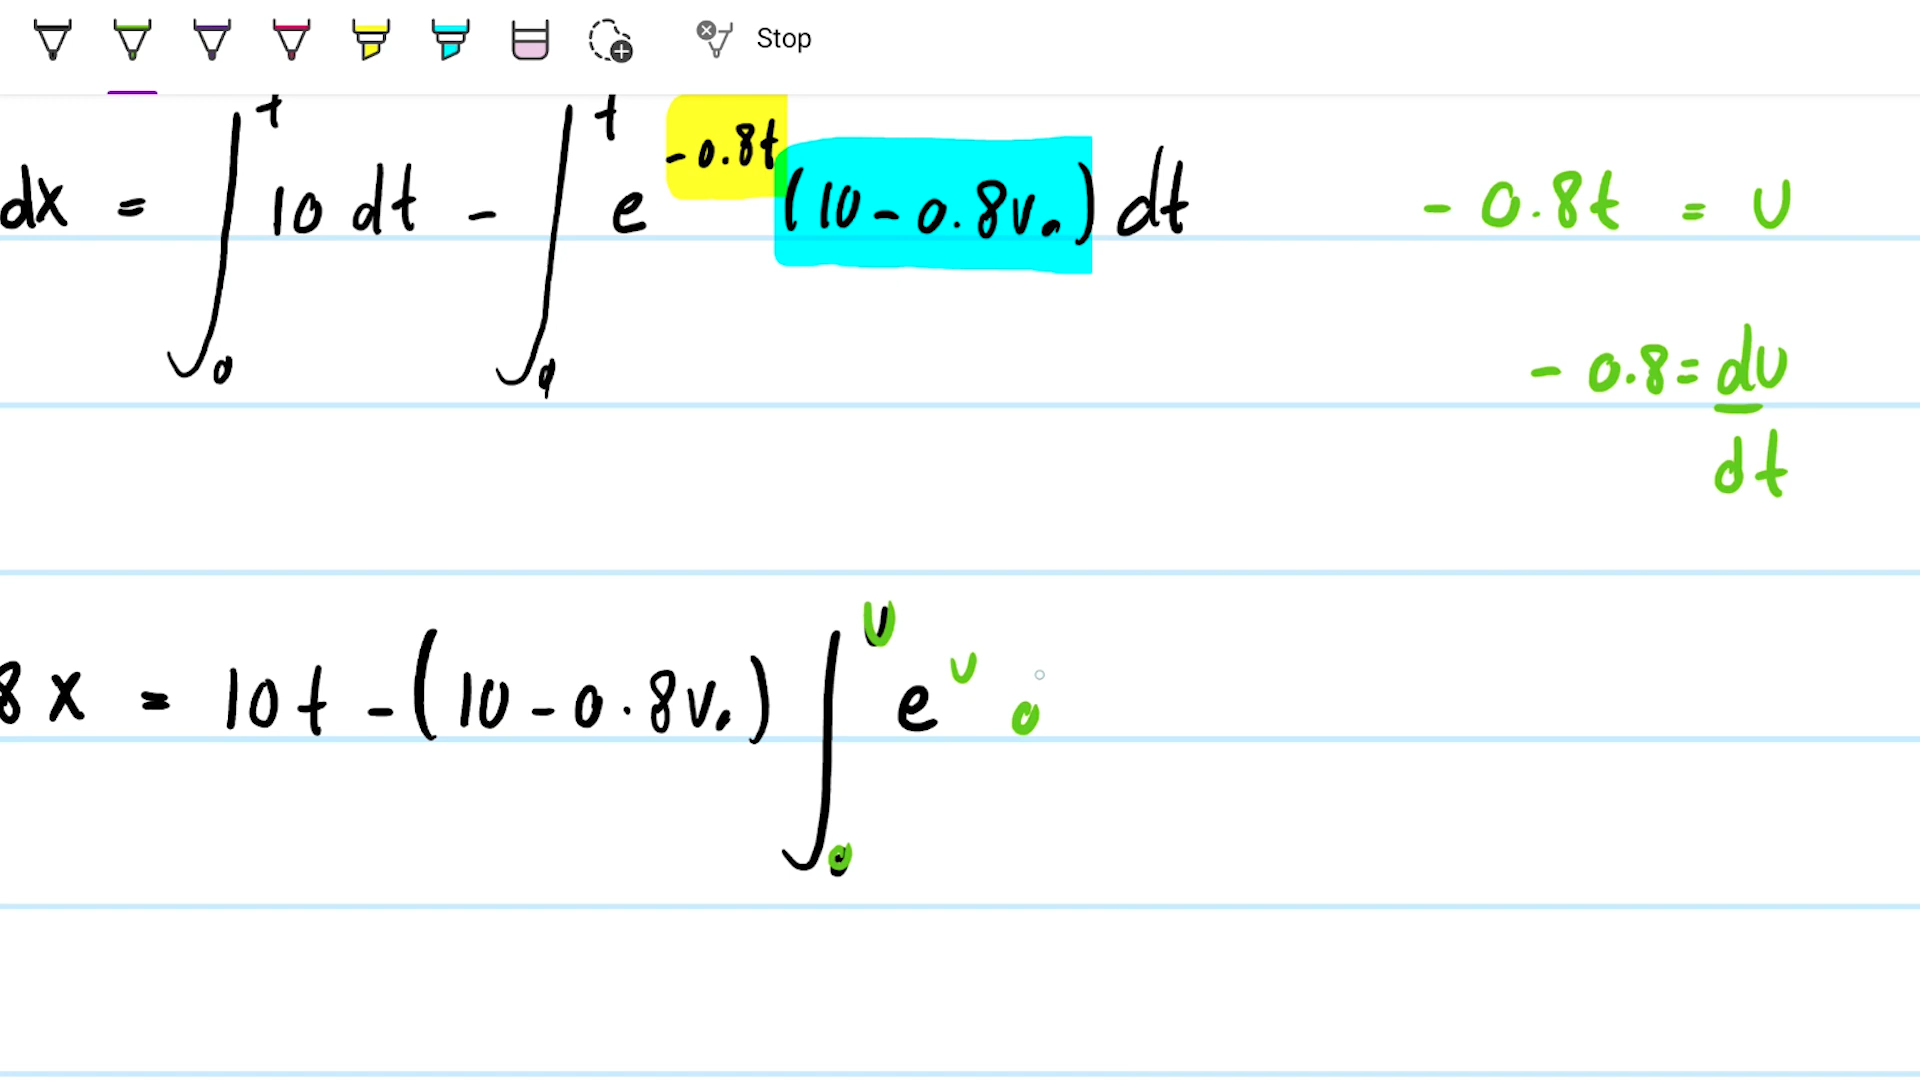 Stop
dx = ∫₀ᵗ 10 dt - ∫₀ᵗ e^(-0.8t) (10 - 0.8v₀) dt
-0.8t = U
-0.8 = dU/dt
8x = 10t - (10 - 0.8v₀) ∫₀ᵁ e^U